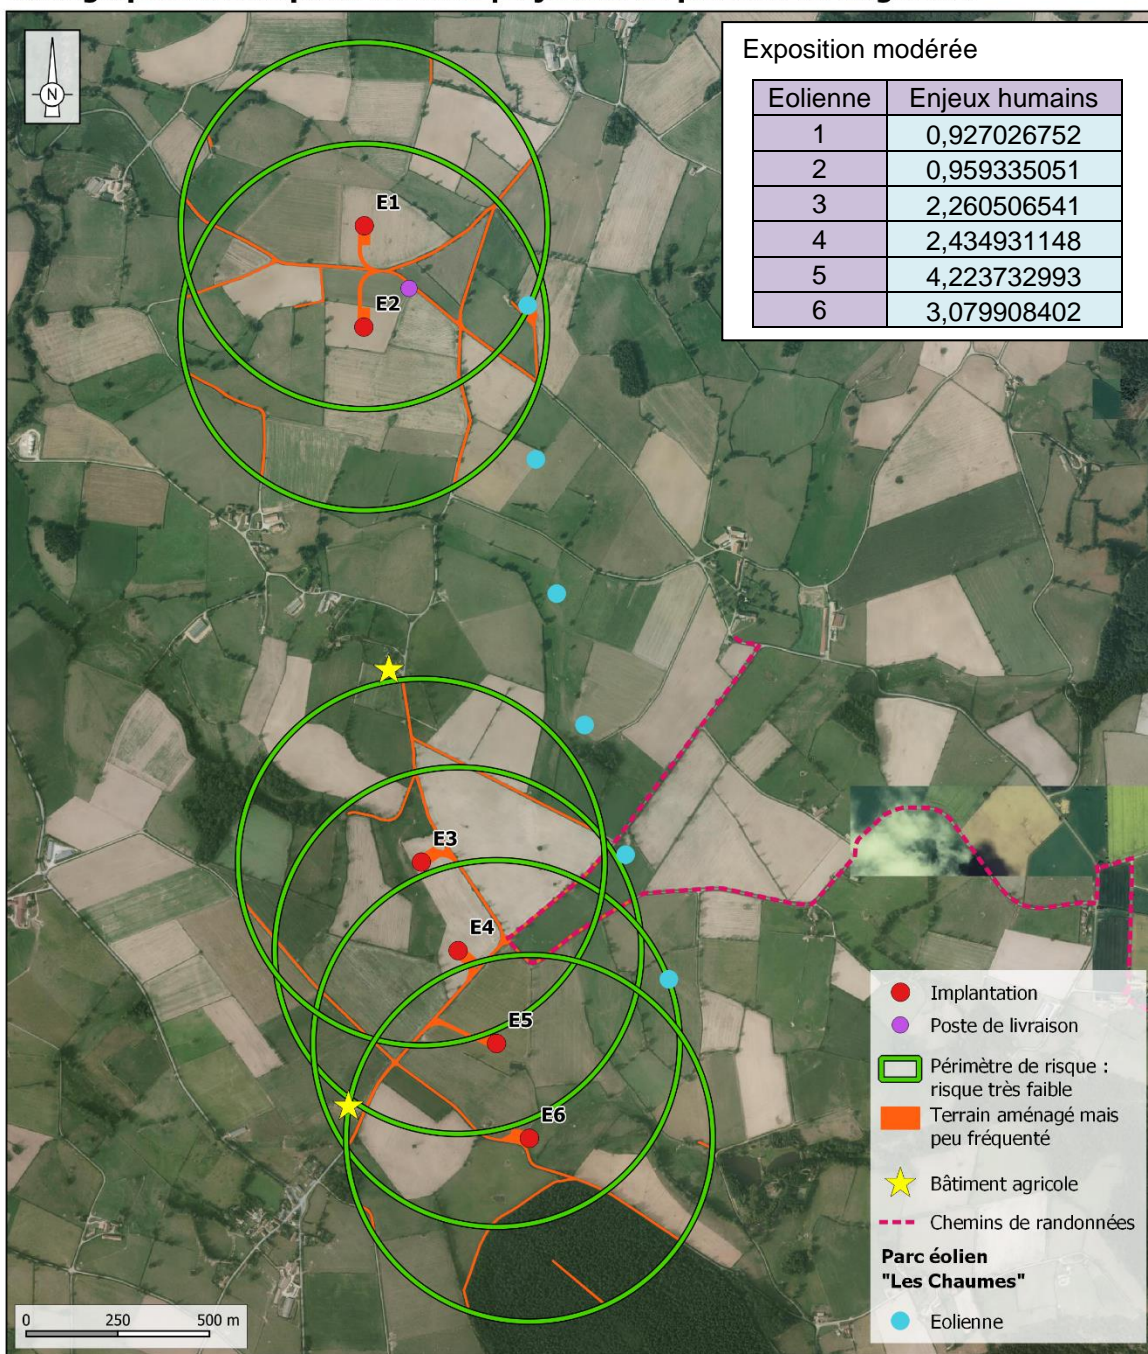 N
Exposition modérée
Eolienne Enjeux humains
1 0,927026752
2 0,959335051
3 2,260506541
4 2,434931148
5 4,223732993
6 3,079908402
E1
E2
E3
E4
E5
E6
Implantation
Poste de livraison
Périmètre de risque :
risque très faible
Terrain aménagé mais
peu fréquenté
Bâtiment agricole
Chemins de randonnées
Parc éolien
"Les Chaumes"
Eolienne
0 250 500 m